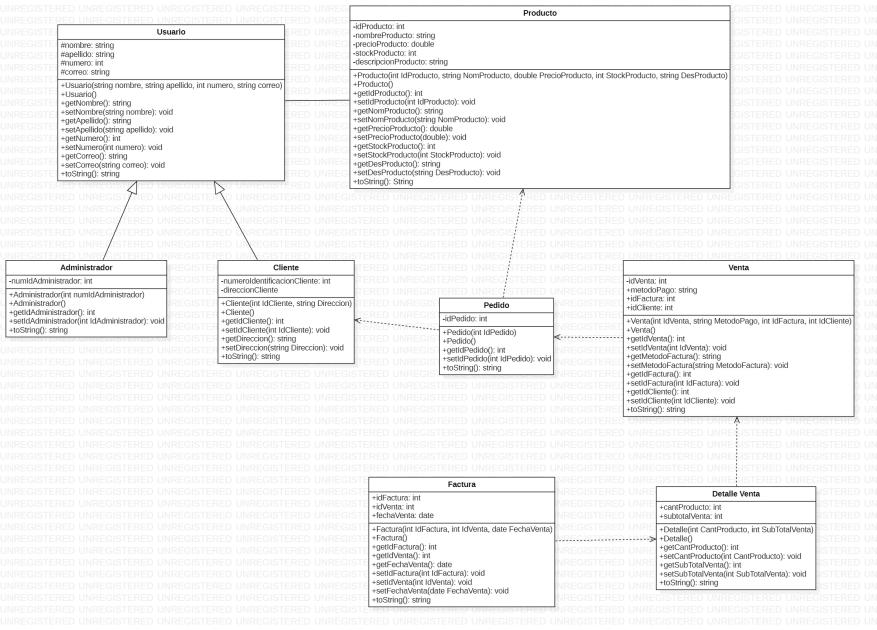 Usuario
#nombre: string
#apellido: string
#numero: int
#correo: string
+Usuario(string nombre, string apellido, int numero, string correo)
+Usuario()
+getNombre(): string
+setNombre(string nombre): void
+getApellido(): string
+setApellido(string apellido): void
+getNumero(): int
+setNumero(int numero): void
+getCorreo(): string
+setCorreo(string correo): void
+toString(): string
Producto
-idProducto: int
-nombreProducto: string
-precioProducto: double
-stockProducto: int
-descripcionProducto: string
+Producto(int IdProducto, string NomProducto, double PrecioProducto, int StockProducto, string DesProducto)
+Producto()
+getIdProducto(): int
+setIdProducto(int IdProducto): void
+getNomProducto(): string
+setNomProducto(string NomProducto): void
+getPrecioProducto(): double
+setPrecioProducto(double): void
+getStockProducto(): int
+setStockProducto(int StockProducto): void
+getDesProducto(): string
+setDesProducto(string DesProducto): void
+toString(): String
Administrador
-numIdAdministrador: int
+Administrador(int numIdAdministrador)
+Administrador()
+getIdAdministrador(): int
+setIdAdministrador(int IdAdministrador): void
+toString(): string
Cliente
-numeroIdentificacionCliente: int
-direccionCliente
+Cliente(int IdCliente, string Direccion)
+Cliente()
+getIdCliente(): int
+setIdCliente(int IdCliente): void
+getDireccion(): string
+setDireccion(string Direccion): void
+toString(): string
Pedido
-idPedido: int
+Pedido(int IdPedido)
+Pedido()
+getIdPedido(): int
+setIdPedido(int IdPedido): void
+toString(): string
Venta
-idVenta: int
+metodoPago: string
+idFactura: int
+idCliente: int
+Venta(int IdVenta, string MetodoPago, int IdFactura, int IdCliente)
+Venta()
+getIdVenta(): int
+setIdVenta(int IdVenta): void
+getMetodoFactura(): string
+setMetodoFactura(string MetodoFactura): void
+getIdFactura(): int
+setIdFactura(int IdFactura): void
+getIdCliente(): int
+setIdCliente(int IdCliente): void
+toString(): string
Factura
+idFactura: int
+idVenta: int
+fechaVenta: date
+Factura(int IdFactura, int IdVenta, date FechaVenta)
+Factura()
+getIdFactura(): int
+getIdVenta(): int
+getFechaVenta(): date
+setIdFactura(int IdFactura): void
+setIdVenta(int IdVenta): void
+setFechaVenta(date FechaVenta): void
+toString(): string
Detalle Venta
+cantProducto: int
+subtotalVenta: int
+Detalle(int CantProducto, int SubTotalVenta)
+Detalle()
+getCantProducto(): int
+setCantProducto(int CantProducto): void
+getSubTotalVenta(): int
+setSubTotalVenta(int SubTotalVenta): void
+toString(): string
UNREGISTERED